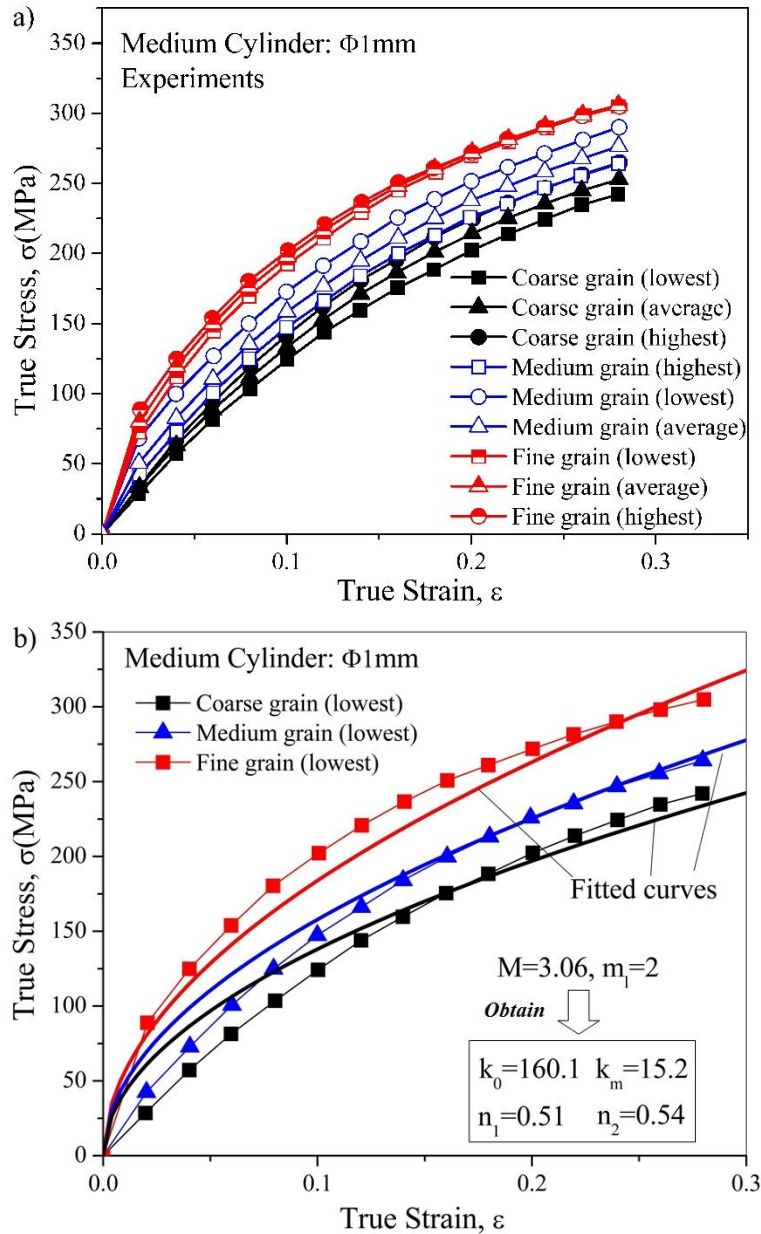 a)
350
300
250
200
150
100
50
0
True Stress, σ(MPa)
Medium Cylinder: Φ1mm
Experiments
Coarse grain (lowest)
Coarse grain (average)
Coarse grain (highest)
Medium grain (highest)
Medium grain (lowest)
Medium grain (average)
Fine grain (lowest)
Fine grain (average)
Fine grain (highest)
0.0 0.1 0.2 0.3
True Strain, ε
b)
350
300
250
200
150
100
50
0
True Stress, σ(MPa)
Medium Cylinder: Φ1mm
Coarse grain (lowest)
Medium grain (lowest)
Fine grain (lowest)
Fitted curves
M=3.06, m₁=2
Obtain
k₀=160.1 kₘ=15.2
n₁=0.51 n₂=0.54
0.0 0.1 0.2 0.3
True Strain, ε